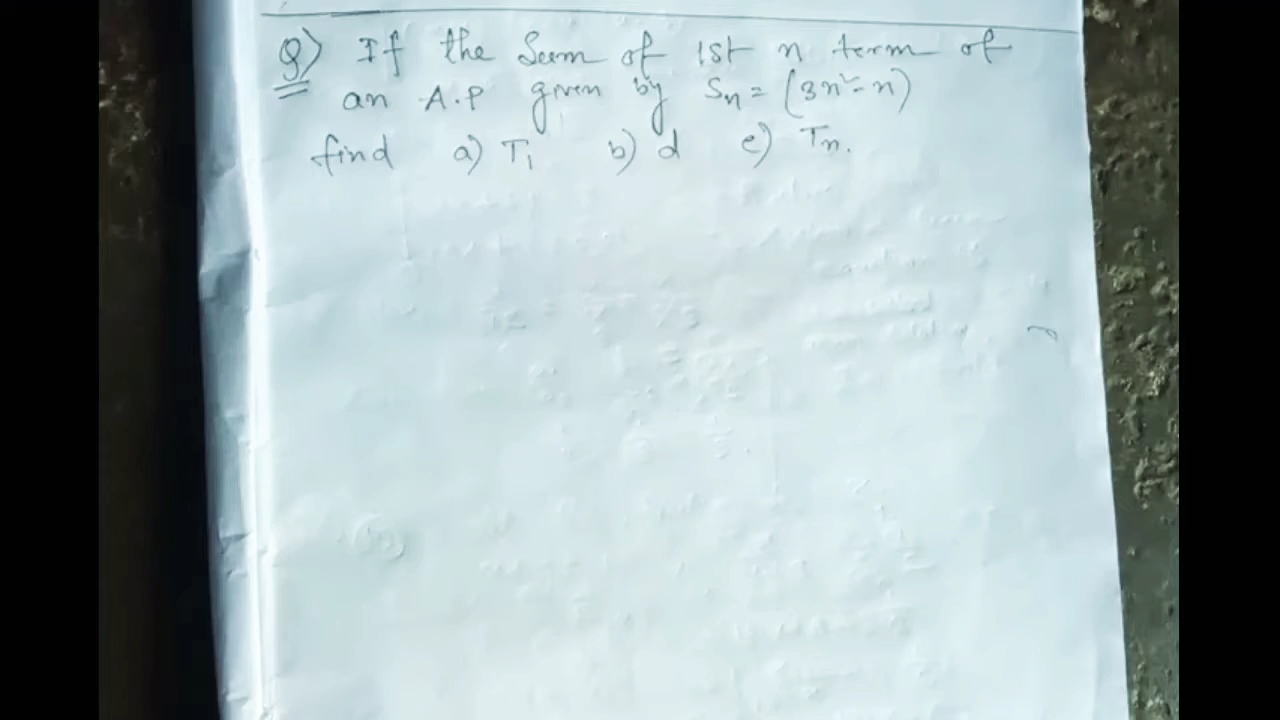 Q) If the Sum of 1st n term of
an A.P given by Sn = (3n²-n)
find a) T₁ b) d c) Tn.